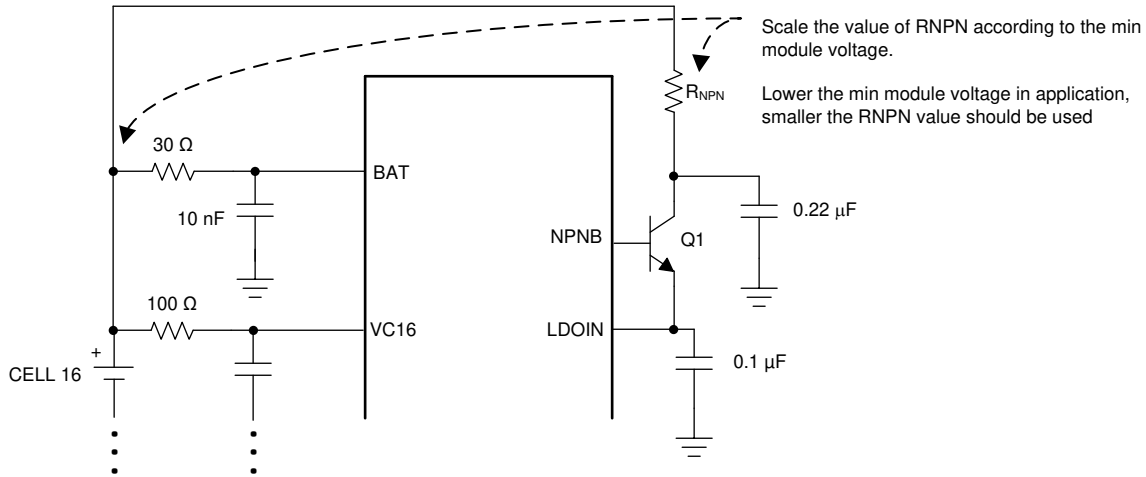 Scale the value of RNPN according to the min
module voltage.
Lower the min module voltage in application,
smaller the RNPN value should be used
RNPN
30 Ω
BAT
10 nF
0.22 μF
NPNB
Q1
100 Ω
VC16
LDOIN
+
CELL 16
0.1 μF